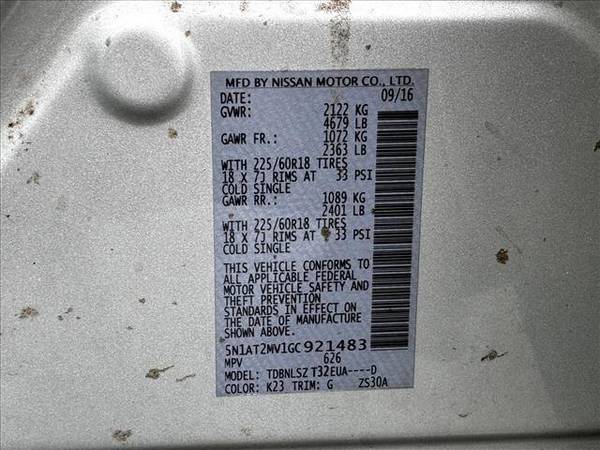 MFD BY NISSAN MOTOR CO., LTD.
DATE: 09/16
GVWR: 2122 KG
4679 LB
GAWR FR.: 1072 KG
2363 LB
WITH 225/60R18 TIRES
18 X 7J RIMS AT 33 PSI
COLD SINGLE
GAWR RR.: 1089 KG
2401 LB
WITH 225/60R18 TIRES
18 X 7J RIMS AT 33 PSI
COLD SINGLE
THIS VEHICLE CONFORMS TO
ALL APPLICABLE FEDERAL
MOTOR VEHICLE SAFETY AND
THEFT PREVENTION
STANDARDS IN EFFECT ON
THE DATE OF MANUFACTURE
SHOWN ABOVE.
5N1AT2MV1GC921483
MPV 626
MODEL: TDBNLSZ T32EUA----D
COLOR: K23 TRIM: G ZS30A